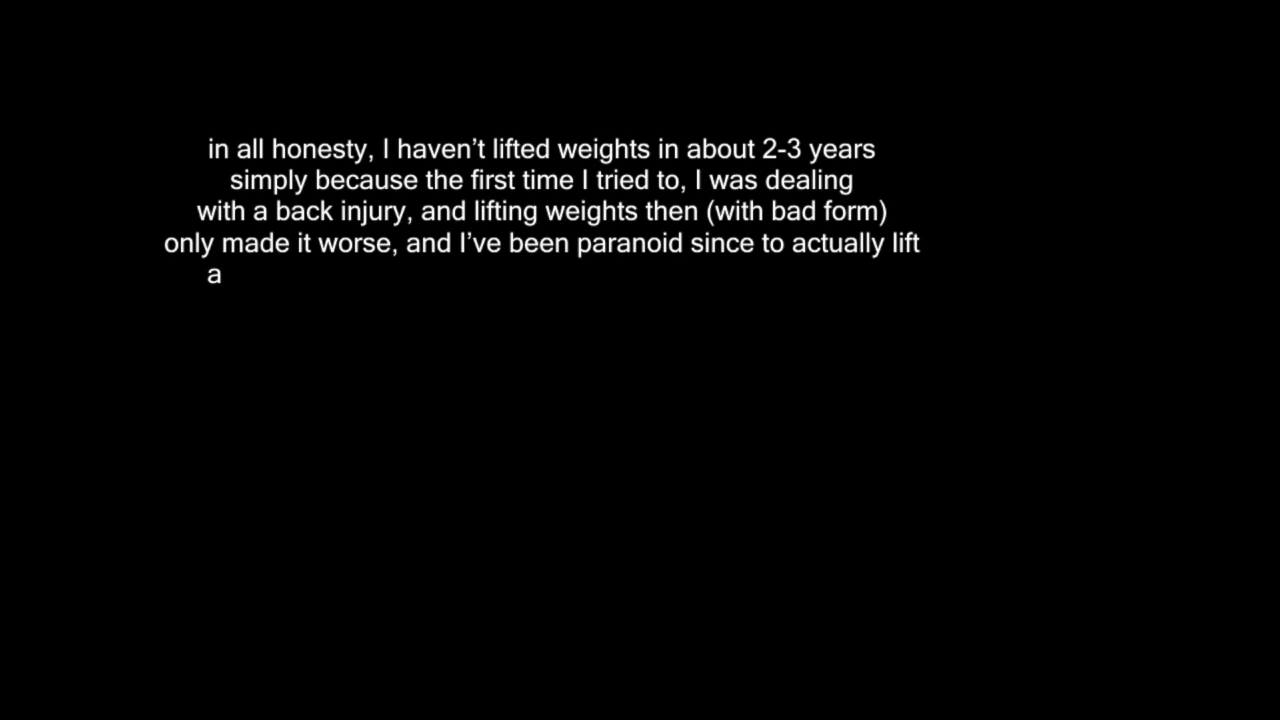 in all honesty, I haven’t lifted weights in about 2-3 years
simply because the first time I tried to, I was dealing
with a back injury, and lifting weights then (with bad form)
only made it worse, and I’ve been paranoid since to actually lift
a